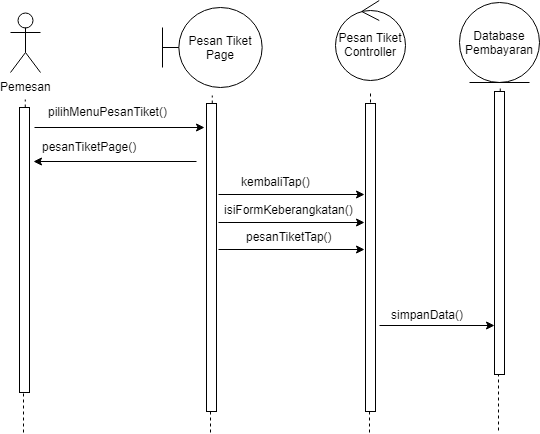 Pesan Tiket
Page
Pesan Tiket
Controller
Database
Pembayaran
Pemesan
pilihMenuPesanTiket()
pesanTiketPage()
kembaliTap()
isiFormKeberangkatan()
pesanTiketTap()
simpanData()